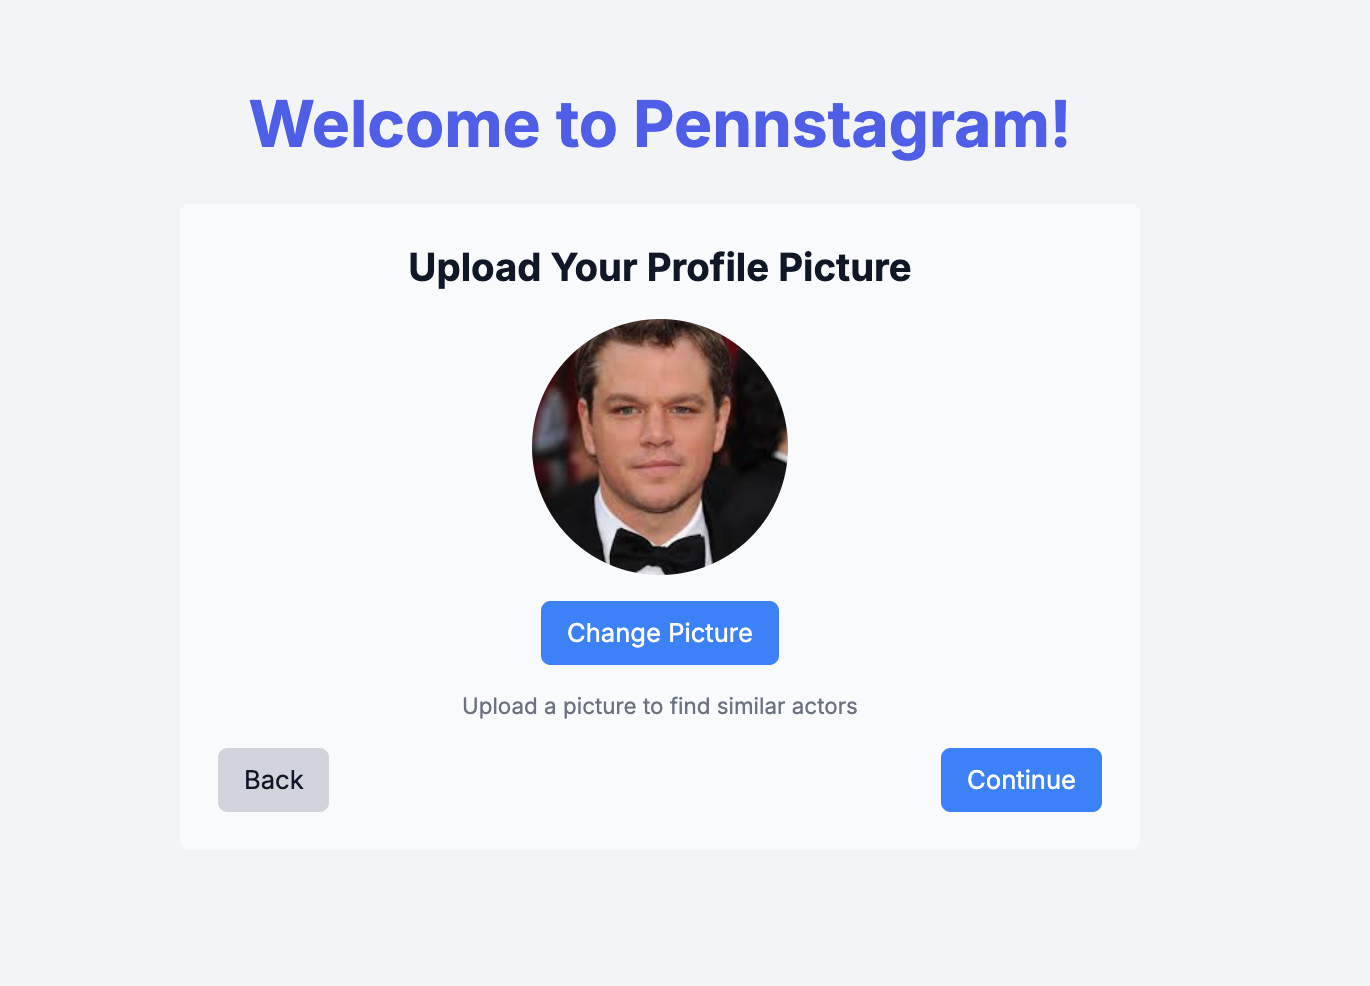 Welcome to Pennstagram!
Upload Your Profile Picture
Change Picture
Upload a picture to find similar actors
Back
Continue